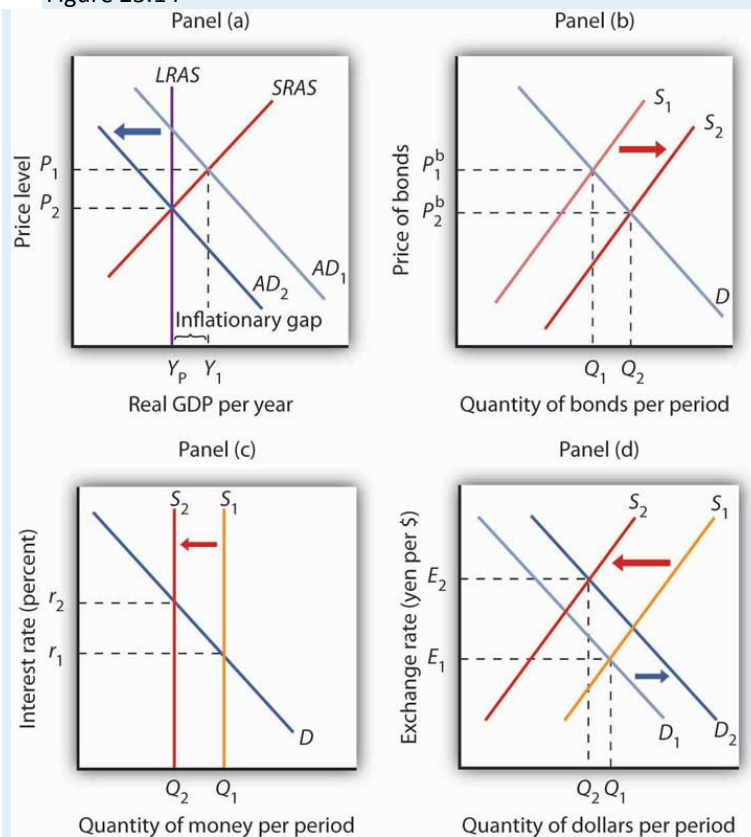 Panel (a)
LRAS
SRAS
P1
P2
Price level
AD1
AD2
Inflationary gap
YP Y1
Real GDP per year
Panel (b)
S1
S2
P1b
P2b
Price of bonds
D
Q1 Q2
Quantity of bonds per period
Panel (c)
S2 S1
r2
r1
Interest rate (percent)
D
Q2 Q1
Quantity of money per period
Panel (d)
S2 S1
E2
E1
Exchange rate (yen per $)
D1 D2
Q2 Q1
Quantity of dollars per period